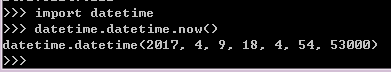 >>> import datetime
>>> datetime.datetime.now()
datetime.datetime(2017, 4, 9, 18, 4, 54, 53000)
>>>